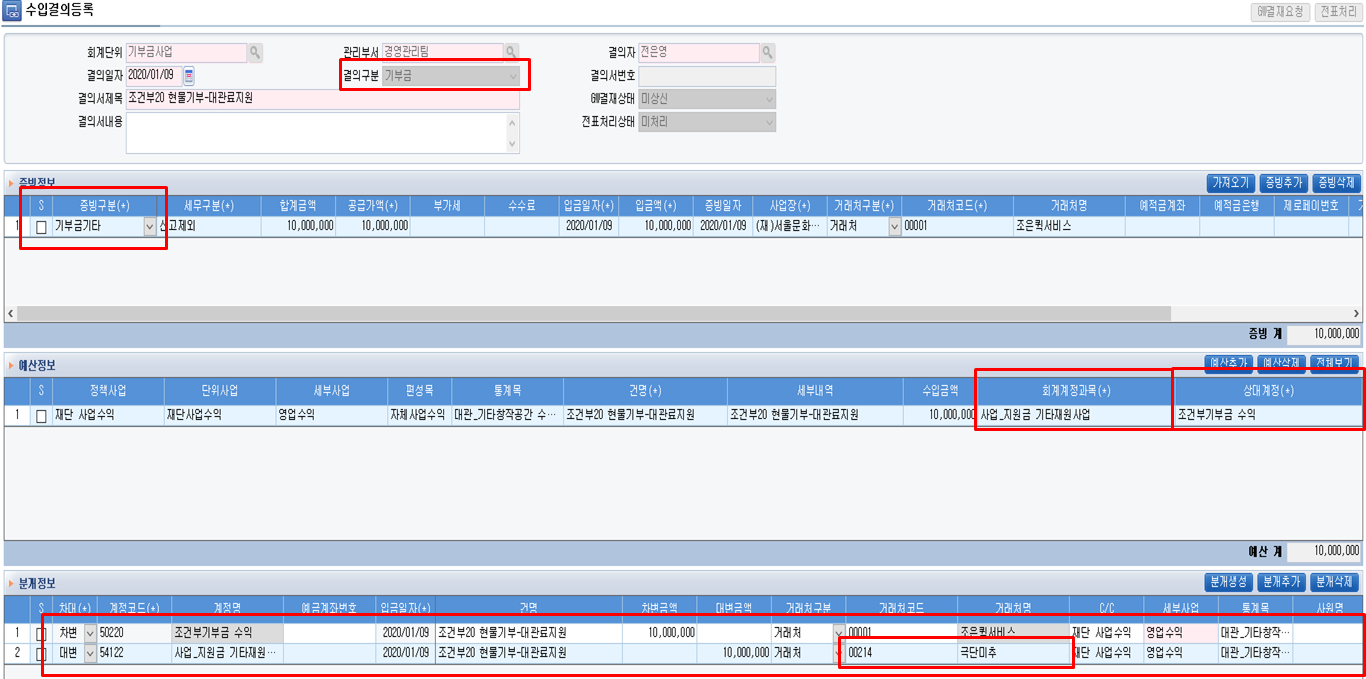 수입결의등록
GW결재요청 전표처리
회계단위 기부금사업 관리부서 경영관리팀 결의자 전은영
결의일자 2020/01/09 결의구분 기부금 결의서번호
결의서제목 조건부20 현물기부-대관료지원 GW결재상태 미상신
결의서내용 전표처리상태 미처리
증빙정보 가져오기 증빙추가 증빙삭제
S 증빙구분(*) 세무구분(*) 합계금액 공급가액(*) 부가세 수수료 입금일자(*) 입금액(*) 증빙일자 사업장(*) 거래처구분(*) 거래처코드(*) 거래처명 예적금계좌 예적금은행 제로페이번호
1 기부금기타 신고제외 10,000,000 10,000,000 2020/01/09 10,000,000 2020/01/09 (재)서울문화… 거래처 00001 조은퀵서비스
증빙 계 10,000,000
예산정보 예산추가 예산삭제 전체보기
S 정책사업 단위사업 세부사업 편성목 통계목 건명(*) 세부내역 수입금액 회계계정과목(*) 상대계정(*)
1 재단 사업수익 재단사업수익 영업수익 자체사업수익 대관_기타창작공간 수… 조건부20 현물기부-대관료지원 조건부20 현물기부-대관료지원 10,000,000 사업_지원금 기타재원사업 조건부기부금 수익
예산 계 10,000,000
분개정보 분개생성 분개추가 분개삭제
S 차대(*) 계정코드(*) 계정명 예금계좌번호 입금일자(*) 건명 차변금액 대변금액 거래처구분 거래처코드 거래처명 C/C 세부사업 통계목 사원명
1 차변 50220 조건부기부금 수익 2020/01/09 조건부20 현물기부-대관료지원 10,000,000 거래처 00001 조은퀵서비스 재단 사업수익 영업수익 대관_기타창작…
2 대변 54122 사업_지원금 기타재원… 2020/01/09 조건부20 현물기부-대관료지원 10,000,000 거래처 00214 극단미추 재단 사업수익 영업수익 대관_기타창작…